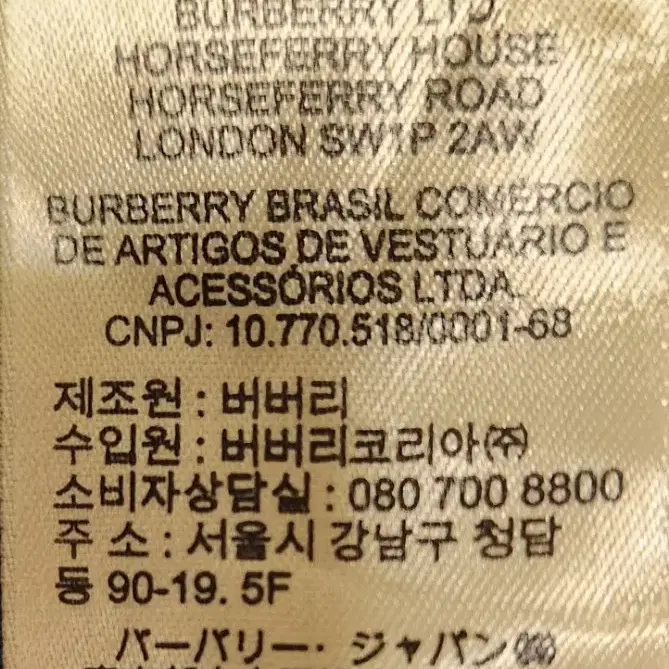 BURBERRY LTD
HORSEFERRY HOUSE
HORSEFERRY ROAD
LONDON SW1P 2AW
BURBERRY BRASIL COMÉRCIO
DE ARTIGOS DE VESTUÁRIO E
ACESSÓRIOS LTDA.
CNPJ: 10.770.518/0001-68
제조원 : 버버리
수입원 : 버버리코리아㈜
소비자상담실 : 080 700 8800
주 소 : 서울시 강남구 청담
동 90-19. 5F
バーバリー・ジャパン㈱